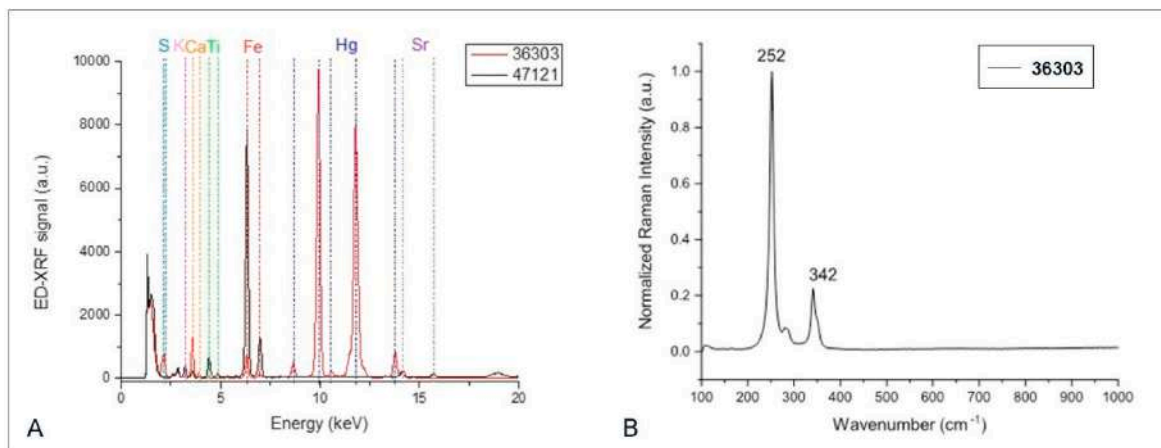 S K Ca Ti Fe Hg Sr
36303
47121
10000
8000
6000
4000
2000
0
0 5 10 15 20
ED-XRF signal (a.u.)
Energy (keV)
A
252
342
36303
1.0
0.8
0.6
0.4
0.2
0.0
100 200 300 400 500 600 700 800 900 1000
Normalized Raman Intensity (a.u.)
Wavenumber (cm⁻¹)
B